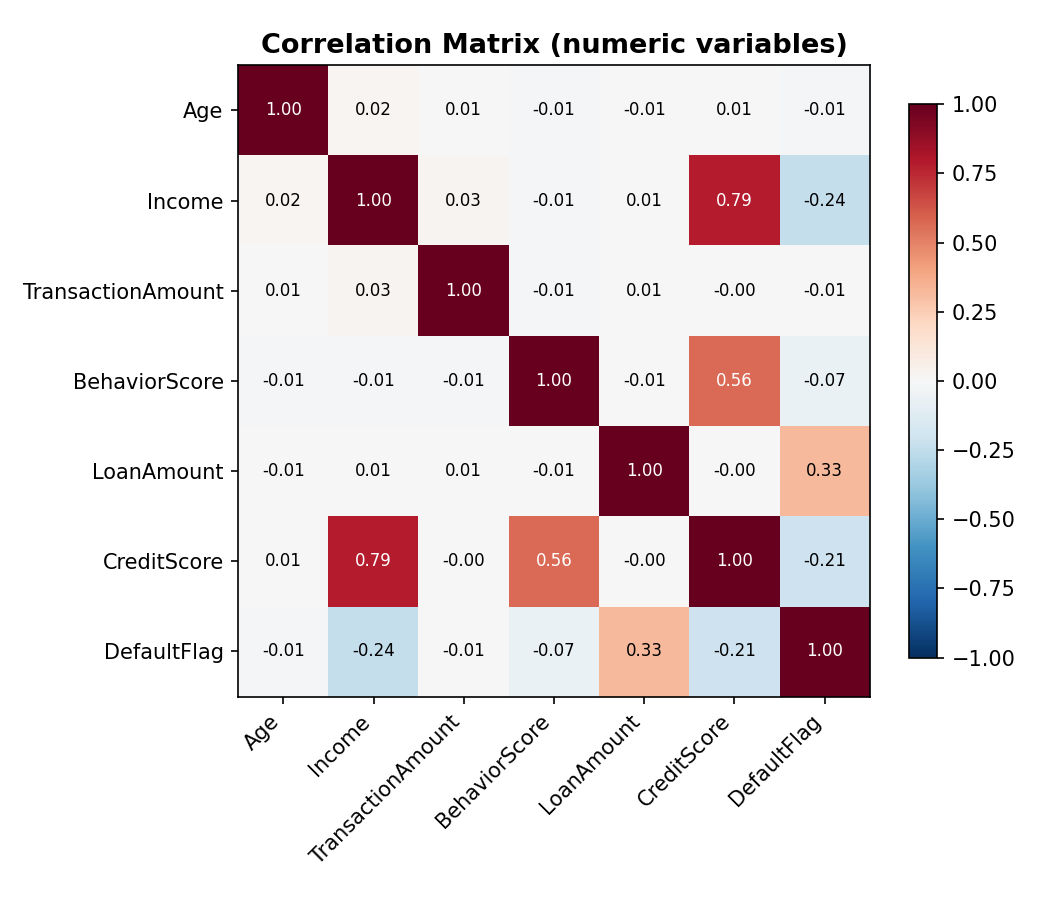 Correlation Matrix (numeric variables)
Age 1.00 0.02 0.01 -0.01 -0.01 0.01 -0.01
Income 0.02 1.00 0.03 -0.01 0.01 0.79 -0.24
TransactionAmount 0.01 0.03 1.00 -0.01 0.01 -0.00 -0.01
BehaviorScore -0.01 -0.01 -0.01 1.00 -0.01 0.56 -0.07
LoanAmount -0.01 0.01 0.01 -0.01 1.00 -0.00 0.33
CreditScore 0.01 0.79 -0.00 0.56 -0.00 1.00 -0.21
DefaultFlag -0.01 -0.24 -0.01 -0.07 0.33 -0.21 1.00
Age
Income
TransactionAmount
BehaviorScore
LoanAmount
CreditScore
DefaultFlag
1.00
0.75
0.50
0.25
0.00
−0.25
−0.50
−0.75
−1.00